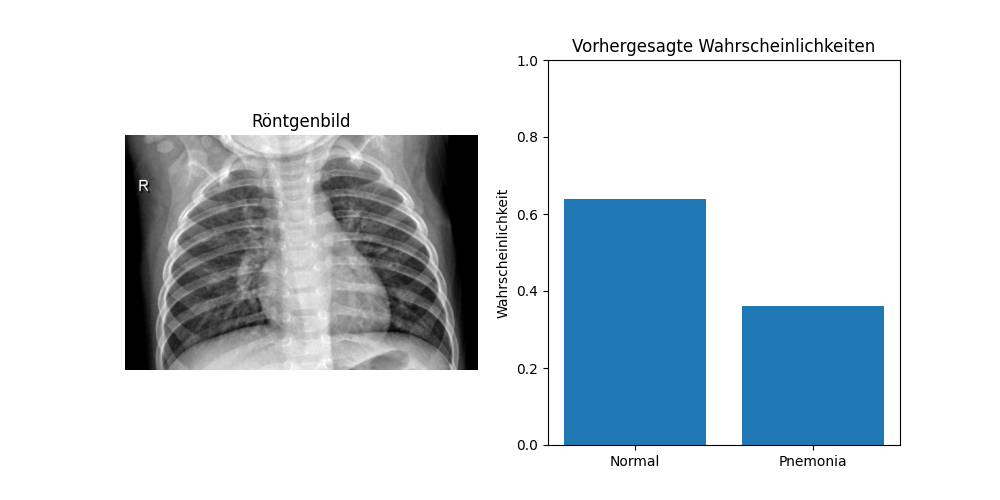 Röntgenbild
R
Vorhergesagte Wahrscheinlichkeiten
Wahrscheinlichkeit
1.0
0.8
0.6
0.4
0.2
0.0
Normal
Pnemonia